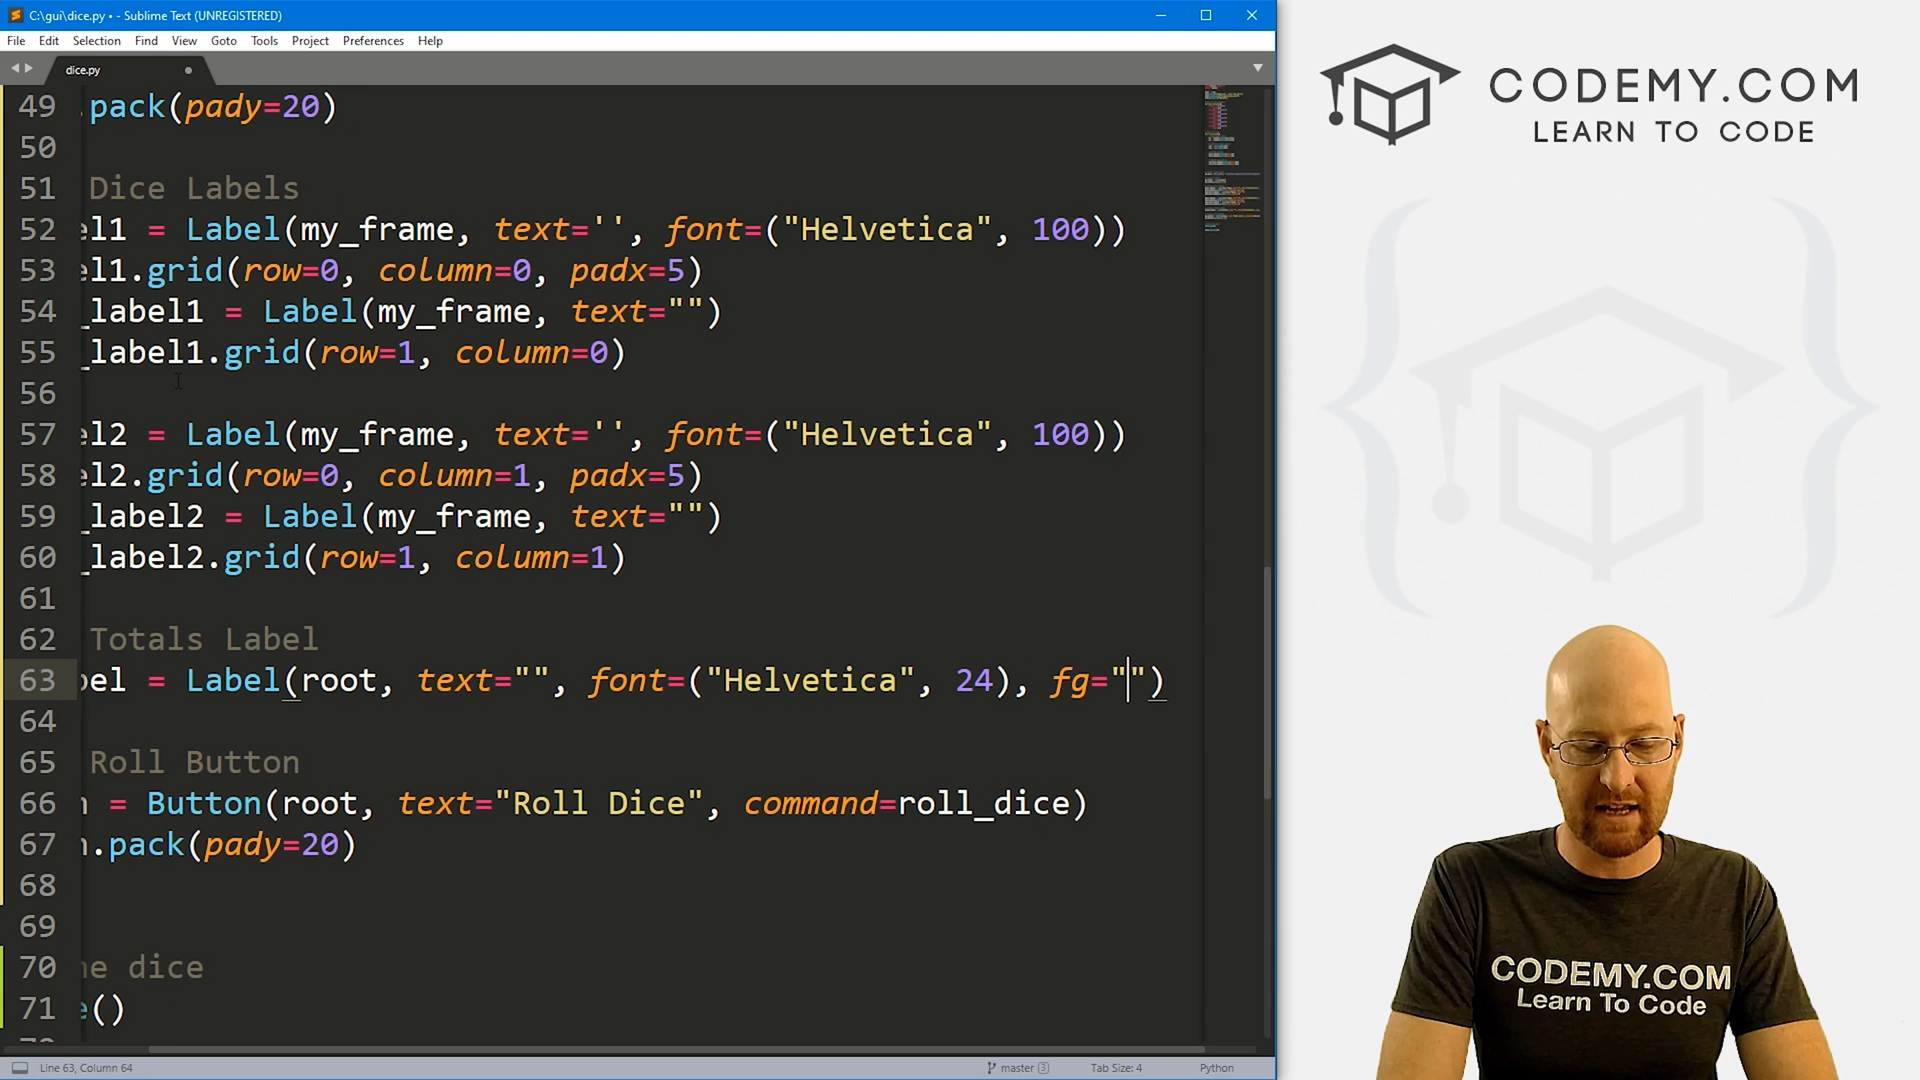 C:\gui\dice.py • - Sublime Text (UNREGISTERED)
File Edit Selection Find View Goto Tools Project Preferences Help
dice.py
49 .pack(pady=20)
50
51 Dice Labels
52 el1 = Label(my_frame, text='', font=("Helvetica", 100))
53 el1.grid(row=0, column=0, padx=5)
54 _label1 = Label(my_frame, text="")
55 _label1.grid(row=1, column=0)
56
57 el2 = Label(my_frame, text='', font=("Helvetica", 100))
58 el2.grid(row=0, column=1, padx=5)
59 _label2 = Label(my_frame, text="")
60 _label2.grid(row=1, column=1)
61
62 Totals Label
63 bel = Label(root, text="", font=("Helvetica", 24), fg="")
64
65 Roll Button
66 n = Button(root, text="Roll Dice", command=roll_dice)
67 n.pack(pady=20)
68
69
70 he dice
71 e()
Line 63, Column 64
master 3
Tab Size: 4
Python
CODEMY.COM
LEARN TO CODE
CODEMY.COM
Learn To Code